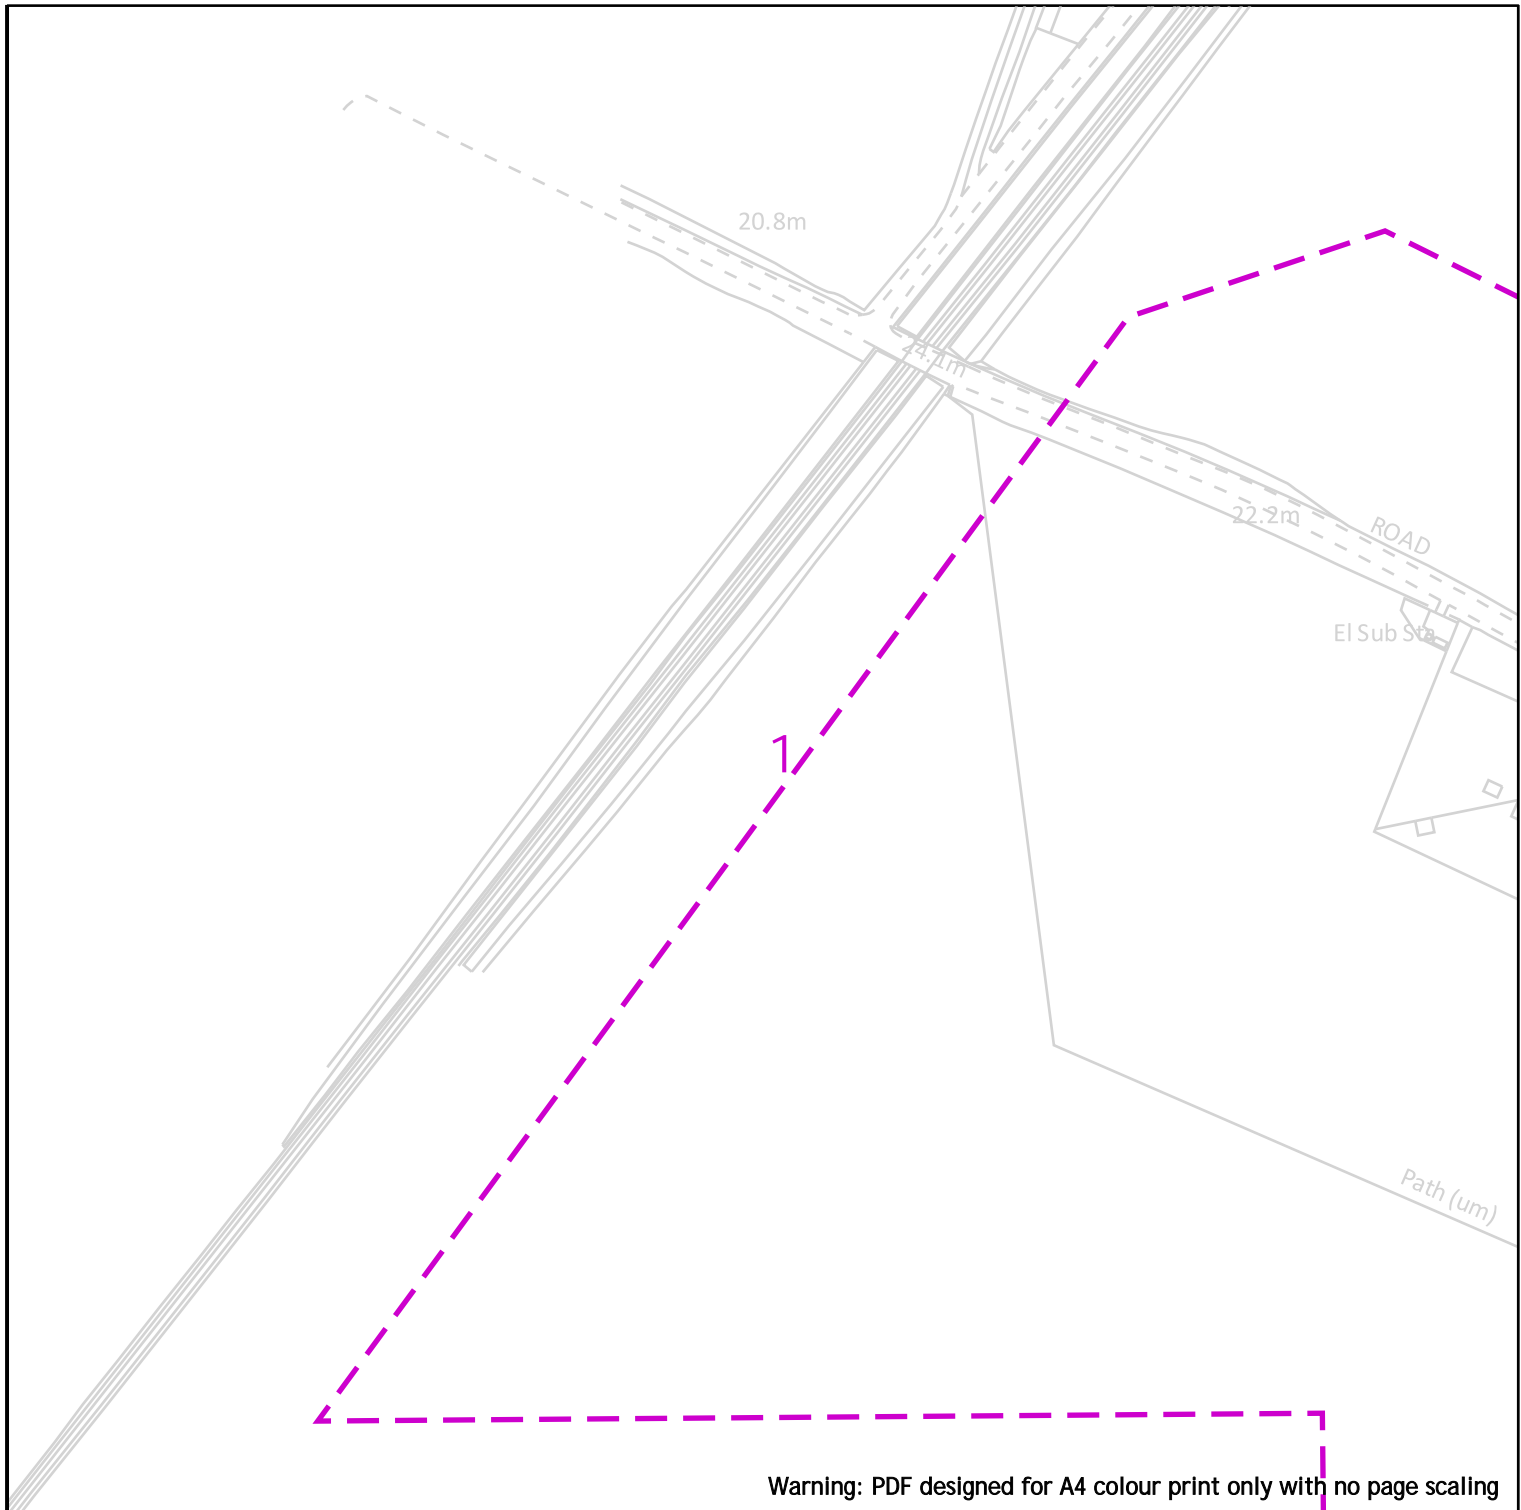 20.8m
24.1m
22.2m
ROAD
El Sub Sta
1
Path (um)
Warning: PDF designed for A4 colour print only with no page scaling